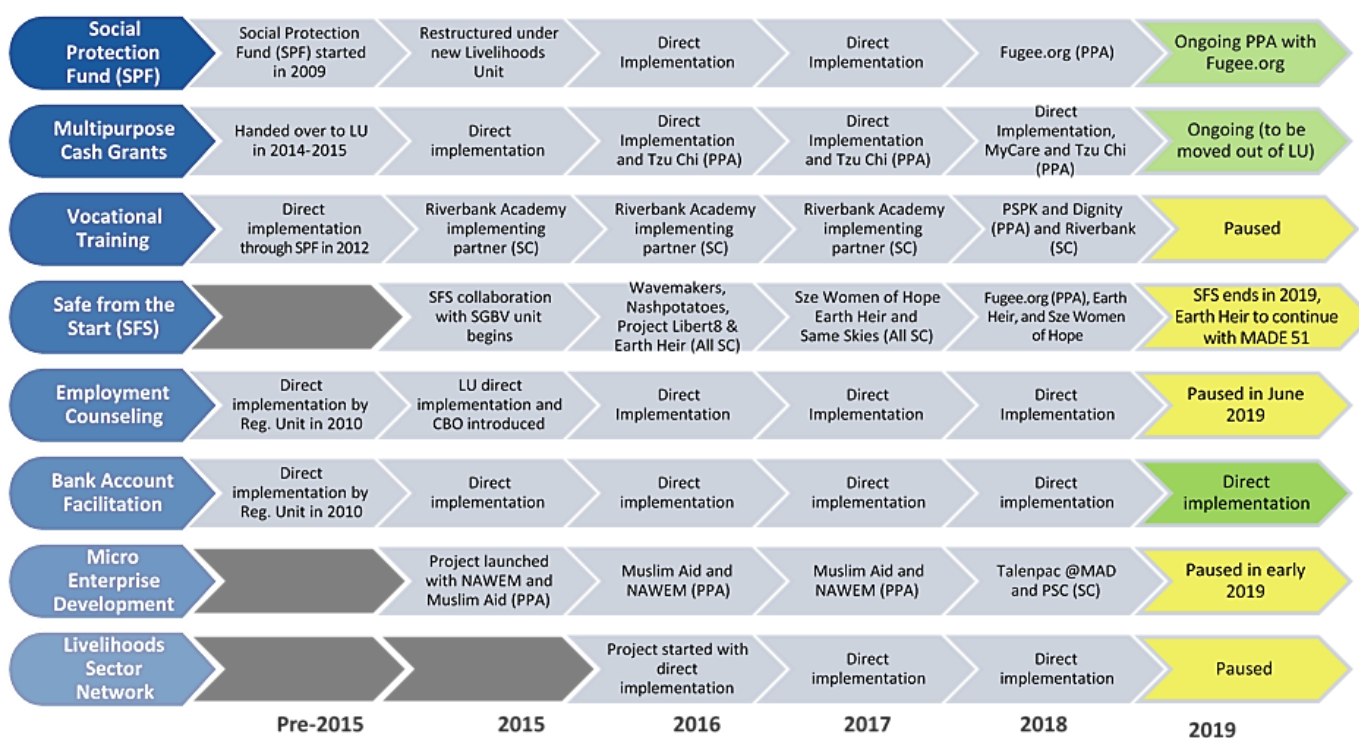 Social
Protection
Fund (SPF)
Social Protection
Fund (SPF) started
in 2009
Restructured under
new Livelihoods
Unit
Direct
Implementation
Direct
Implementation
Fugee.org (PPA)
Ongoing PPA with
Fugee.org
Multipurpose
Cash Grants
Handed over to LU
in 2014-2015
Direct
implementation
Direct
Implementation
and Tzu Chi (PPA)
Direct
Implementation
and Tzu Chi (PPA)
Direct
Implementation,
MyCare and Tzu Chi
(PPA)
Ongoing (to be
moved out of LU)
Vocational
Training
Direct
implementation
through SPF in 2012
Riverbank Academy
implementing
partner (SC)
Riverbank Academy
implementing
partner (SC)
Riverbank Academy
implementing
partner (SC)
PSPK and Dignity
(PPA) and Riverbank
(SC)
Paused
Safe from the
Start (SFS)
SFS collaboration
with SGBV unit
begins
Wavemakers,
Nashpotatoes,
Project Libert8 &
Earth Heir (All SC)
Sze Women of Hope
Earth Heir and
Same Skies (All SC)
Fugee.org (PPA), Earth
Heir, and Sze Women
of Hope
SFS ends in 2019,
Earth Heir to continue
with MADE 51
Employment
Counseling
Direct
implementation by
Reg. Unit in 2010
LU direct
implementation and
CBO introduced
Direct
Implementation
Direct
Implementation
Direct
Implementation
Paused in June
2019
Bank Account
Facilitation
Direct
implementation by
Reg. Unit in 2010
Direct
implementation
Direct
implementation
Direct
implementation
Direct
implementation
Direct
implementation
Micro
Enterprise
Development
Project launched
with NAWEM and
Muslim Aid (PPA)
Muslim Aid and
NAWEM (PPA)
Muslim Aid and
NAWEM (PPA)
Talenpac @MAD
and PSC (SC)
Paused in early
2019
Livelihoods
Sector
Network
Project started with
direct
implementation
Direct
implementation
Direct
implementation
Paused
Pre-2015
2015
2016
2017
2018
2019